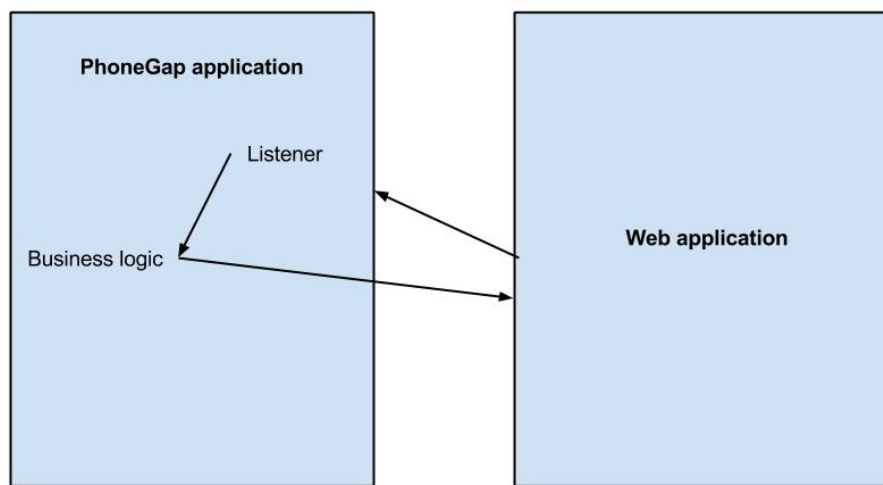 PhoneGap application
Listener
Business logic
Web application